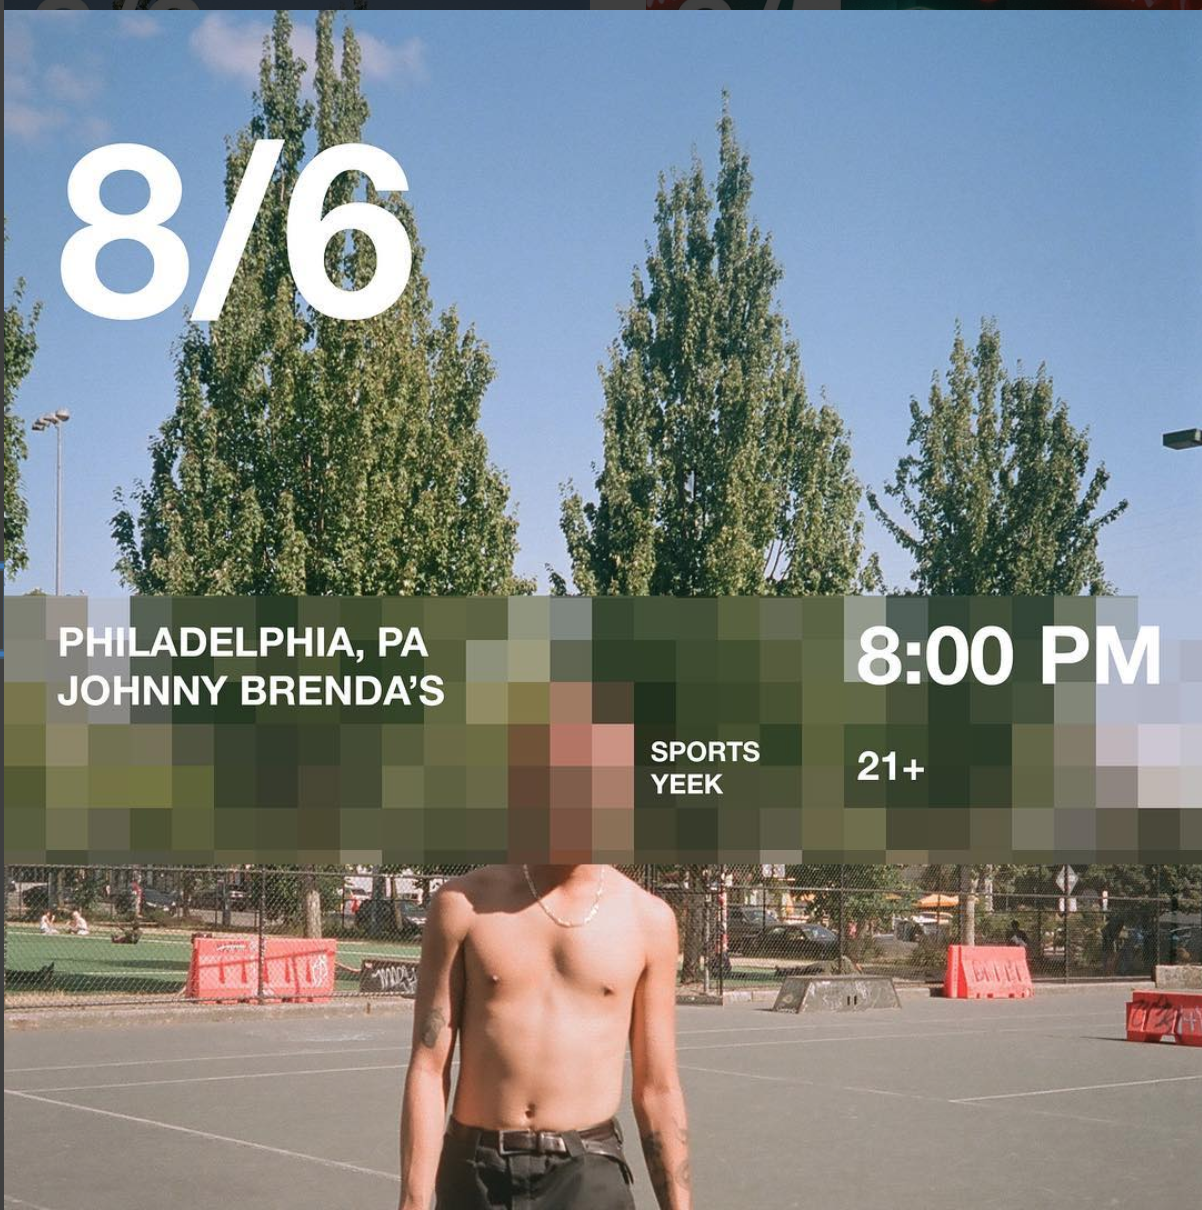 8/6
PHILADELPHIA, PA
JOHNNY BRENDA'S
8:00 PM
SPORTS
YEEK
21+